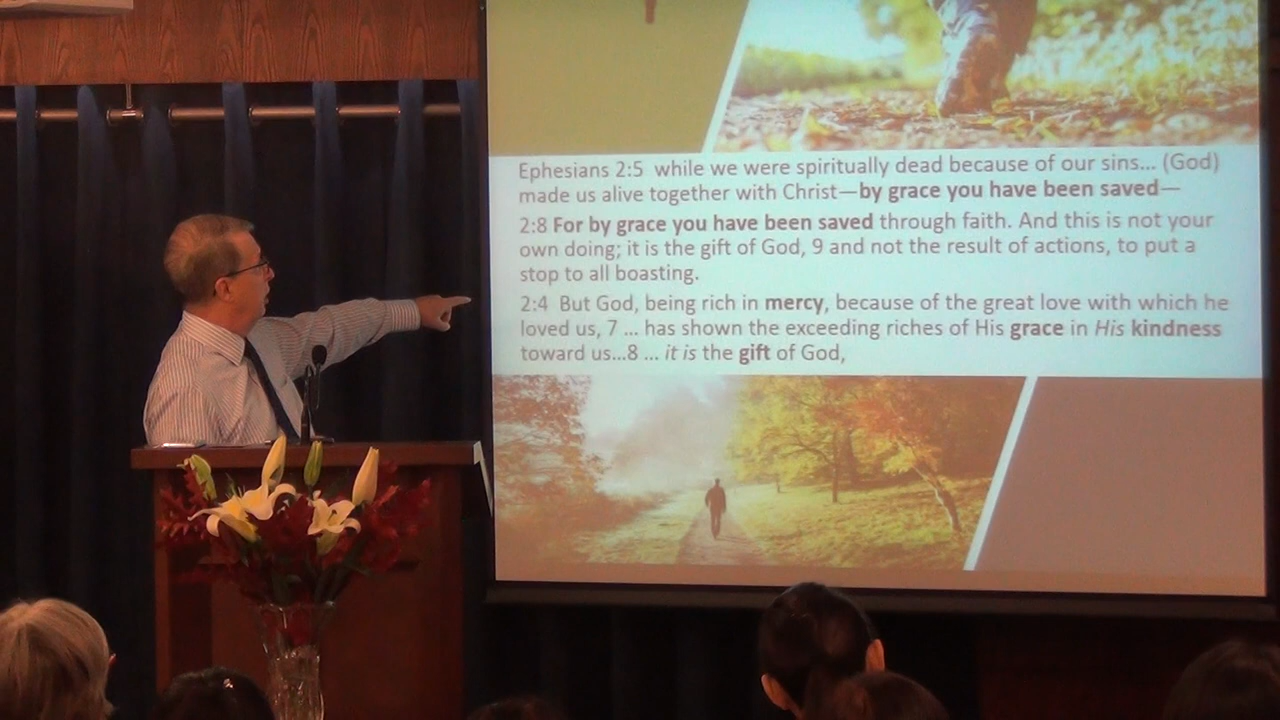 Ephesians 2:5 while we were spiritually dead because of our sins... (God)
made us alive together with Christ—by grace you have been saved—
2:8 For by grace you have been saved through faith. And this is not your
own doing; it is the gift of God, 9 and not the result of actions, to put a
stop to all boasting.
2:4 But God, being rich in mercy, because of the great love with which he
loved us, 7 ... has shown the exceeding riches of His grace in His kindness
toward us...8 ... it is the gift of God,